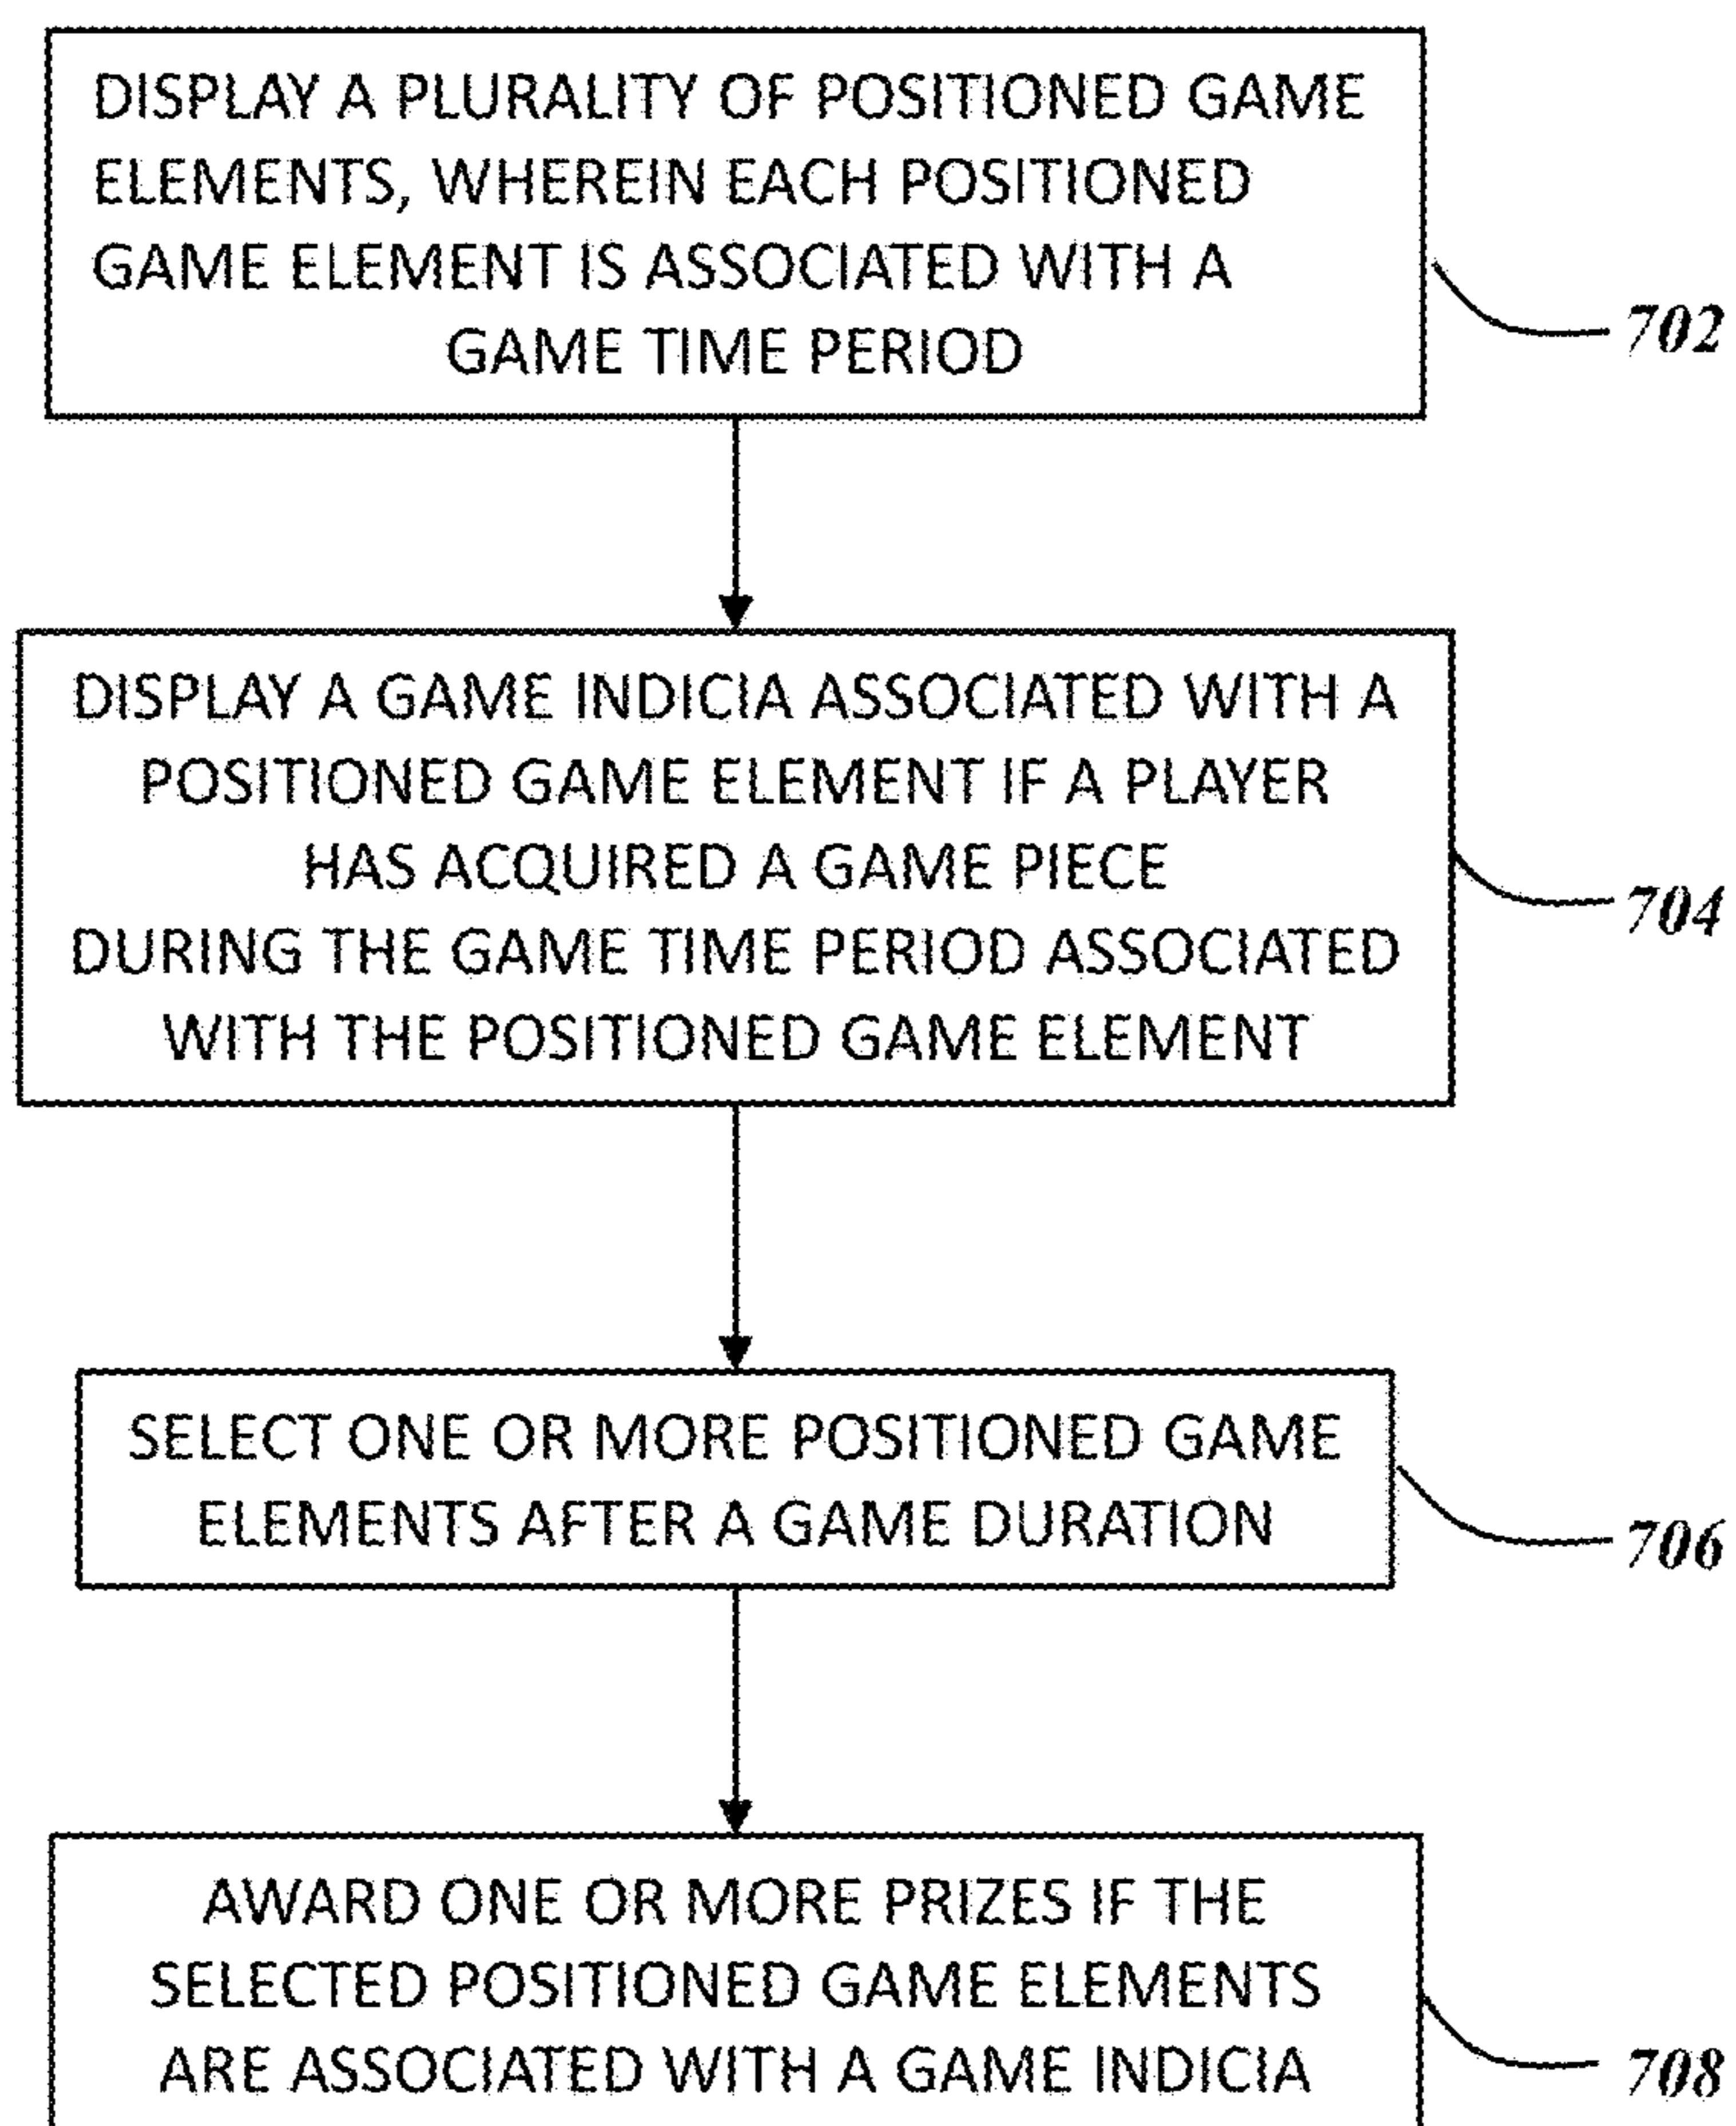 DISPLAY A PLURALITY OF POSITIONED GAME
ELEMENTS, WHEREIN EACH POSITIONED
GAME ELEMENT IS ASSOCIATED WITH A
GAME TIME PERIOD
702
DISPLAY A GAME INDICIA ASSOCIATED WITH A
POSITIONED GAME ELEMENT IF A PLAYER
HAS ACQUIRED A GAME PIECE
DURING THE GAME TIME PERIOD ASSOCIATED
WITH THE POSITIONED GAME ELEMENT
704
SELECT ONE OR MORE POSITIONED GAME
ELEMENTS AFTER A GAME DURATION
706
AWARD ONE OR MORE PRIZES IF THE
SELECTED POSITIONED GAME ELEMENTS
ARE ASSOCIATED WITH A GAME INDICIA
708